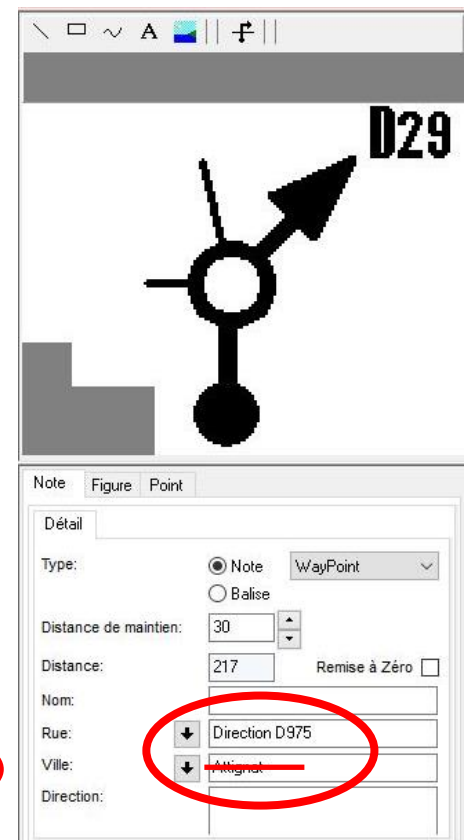 A
D29
Note Figure Point
Détail
Type: Note WayPoint
Balise
Distance de maintien: 30
Distance: 217 Remise à Zéro
Nom:
Rue: Direction D975
Ville: Attignat
Direction: